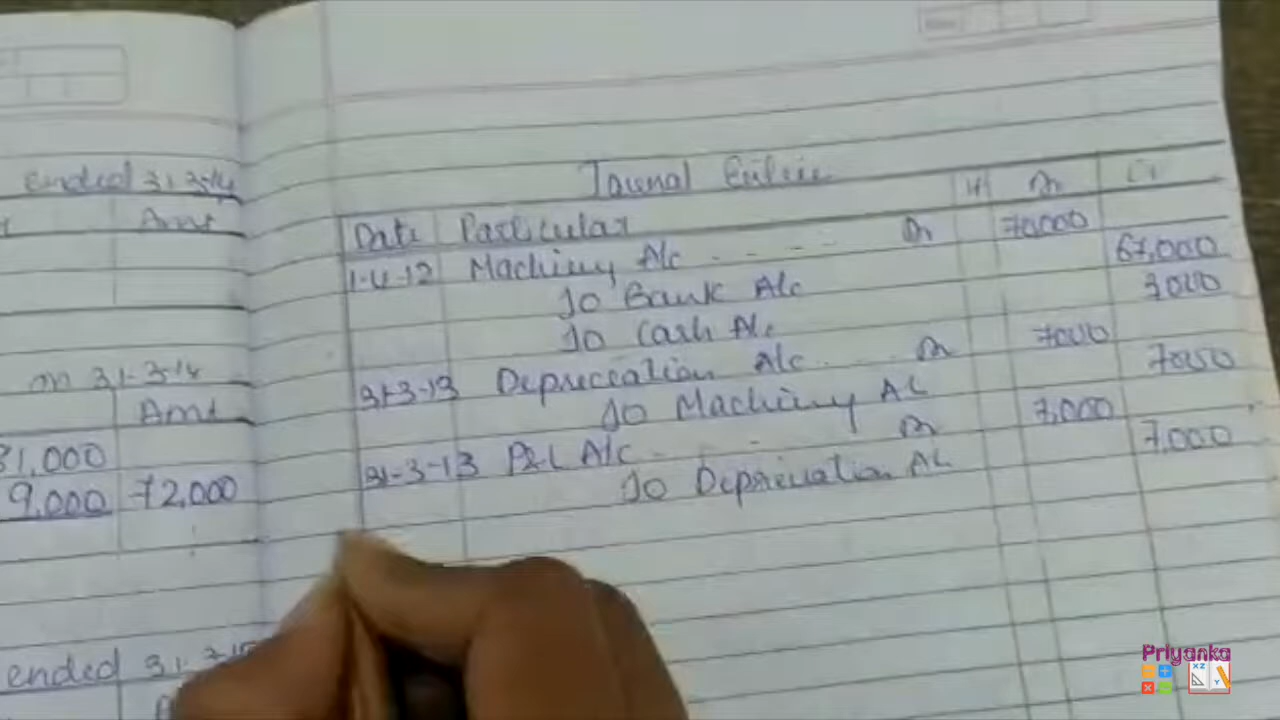 ended 31.3.14
Amt
on 31.3.14
Amt
81,000
9,000 72,000
ended 31.3.15
Journal Entries
Date Particular Dr
1-4-12 Machinery A/c - - - - Dr 70,000
To Bank A/c 67,000
To Cash A/c 3000
31-3-13 Depreciation A/c .... Dr 7000
To Machinery A/c 7000
31-3-13 P&L A/c - - - Dr 7,000
To Depreciation A/c 7,000
Priyanka